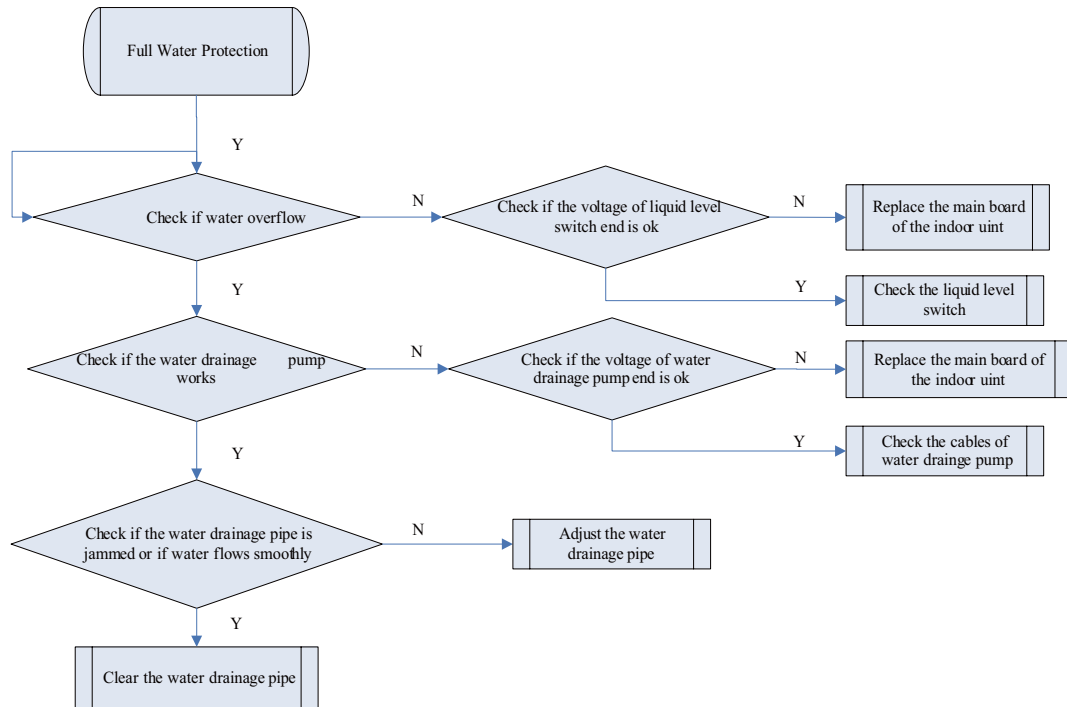 Full Water Protection
Y
Check if water overflow
N
Check if the voltage of liquid level
switch end is ok
N
Replace the main board
of the indoor uint
Y
Check the liquid level
switch
Y
Check if the water drainage pump
works
N
Check if the voltage of water
drainage pump end is ok
N
Replace the main board of
the indoor uint
Y
Check the cables of
water drainge pump
Y
Check if the water drainage pipe is
jammed or if water flows smoothly
N
Adjust the water
drainage pipe
Y
Clear the water drainage pipe